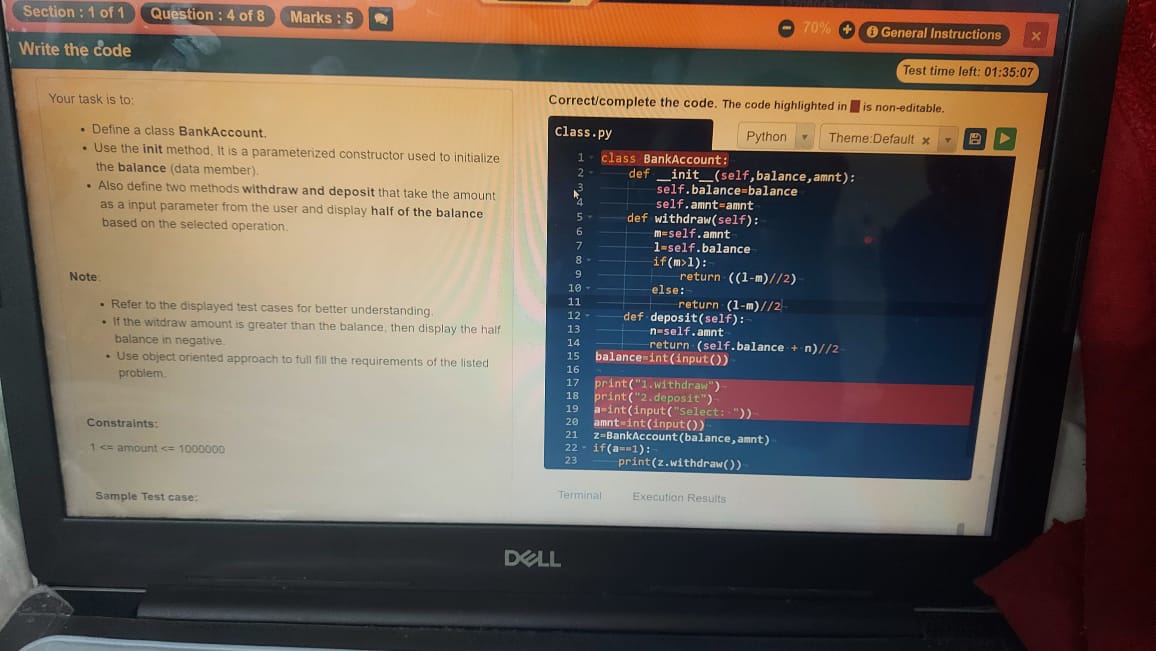 Section : 1 of 1
Question : 4 of 8
Marks : 5
70%
General Instructions
Write the code
Test time left: 01:35:07
Your task is to:
Define a class BankAccount.
Use the init method. It is a parameterized constructor used to initialize
the balance (data member).
Also define two methods withdraw and deposit that take the amount
as a input parameter from the user and display half of the balance
based on the selected operation.
Note:
Refer to the displayed test cases for better understanding.
If the witdraw amount is greater than the balance, then display the half
balance in negative.
Use object oriented approach to full fill the requirements of the listed
problem.
Constraints:
1 <= amount <= 1000000
Sample Test case:
Correct/complete the code. The code highlighted in is non-editable.
Class.py
Python
Theme:Default
1 class BankAccount:
2 def __init__(self,balance,amnt):
3 self.balance=balance
4 self.amnt=amnt
5 def withdraw(self):
6 m=self.amnt
7 l=self.balance
8 if(m>l):
9 return ((l-m)//2)
10 else:
11 return (l-m)//2
12 def deposit(self):
13 n=self.amnt
14 return (self.balance + n)//2
15 balance=int(input())
16
17 print("1.withdraw")
18 print("2.deposit")
19 a=int(input("Select: "))
20 amnt=int(input())
21 z=BankAccount(balance,amnt)
22 if(a==1):
23 print(z.withdraw())
Terminal
Execution Results
DELL